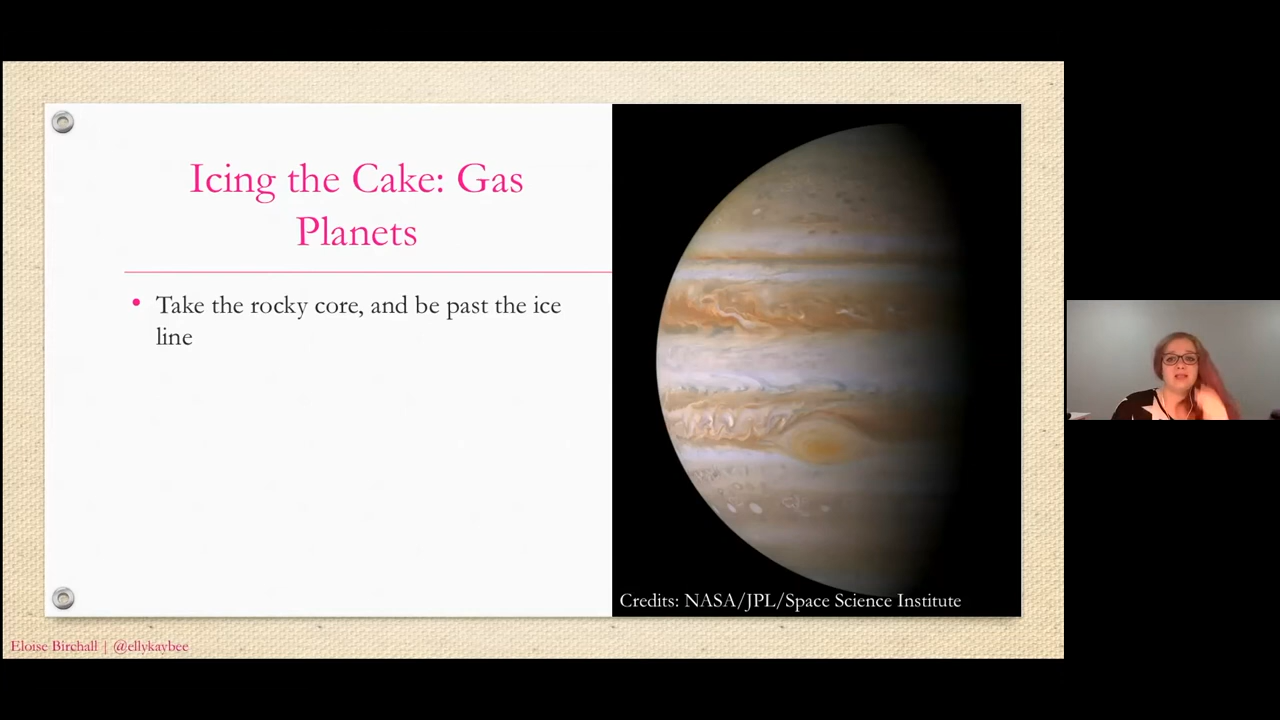 Icing the Cake: Gas
Planets
• Take the rocky core, and be past the ice
line
Credits: NASA/JPL/Space Science Institute
Eloise Birchall | @ellykaybee